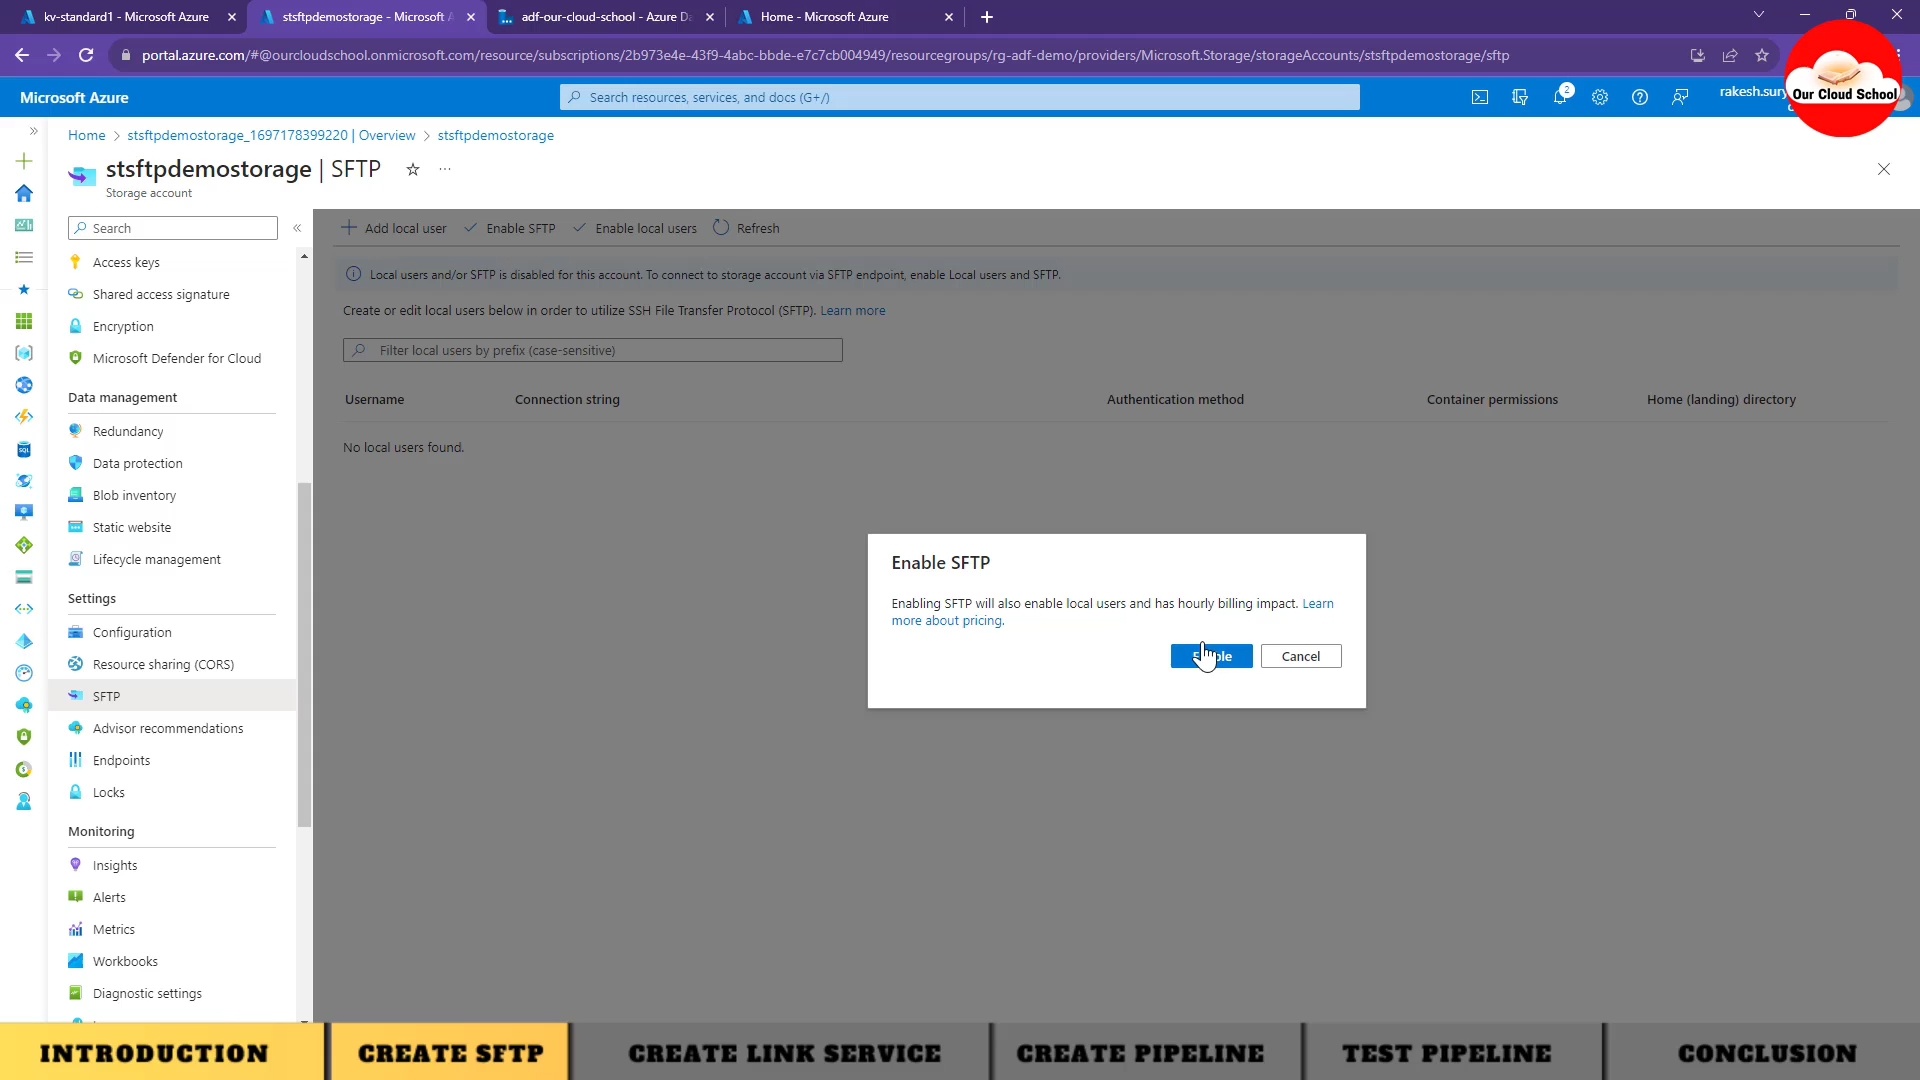 kv-standard1 - Microsoft Azure
stsftpdemostorage - Microsoft A
adf-our-cloud-school - Azure Da
Home - Microsoft Azure
portal.azure.com/#@ourcloudschool.onmicrosoft.com/resource/subscriptions/2b973e4e-43f9-4abc-bbde-e7c7cb004949/resourcegroups/rg-adf-demo/providers/Microsoft.Storage/storageAccounts/stsftpdemostorage/sftp
Microsoft Azure
Search resources, services, and docs (G+/)
2
rakesh.sury
Our Cloud School
Home > stsftpdemostorage_1697178399220 | Overview > stsftpdemostorage
stsftpdemostorage | SFTP
Storage account
Search
Access keys
Shared access signature
Encryption
Microsoft Defender for Cloud
Data management
Redundancy
Data protection
Blob inventory
Static website
Lifecycle management
Settings
Configuration
Resource sharing (CORS)
SFTP
Advisor recommendations
Endpoints
Locks
Monitoring
Insights
Alerts
Metrics
Workbooks
Diagnostic settings
Add local user
Enable SFTP
Enable local users
Refresh
Local users and/or SFTP is disabled for this account. To connect to storage account via SFTP endpoint, enable Local users and SFTP.
Create or edit local users below in order to utilize SSH File Transfer Protocol (SFTP). Learn more
Filter local users by prefix (case-sensitive)
Username Connection string Authentication method Container permissions Home (landing) directory
No local users found.
Enable SFTP
Enabling SFTP will also enable local users and has hourly billing impact. Learn
more about pricing.
Cancel
INTRODUCTION
CREATE SFTP
CREATE LINK SERVICE
CREATE PIPELINE
TEST PIPELINE
CONCLUSION